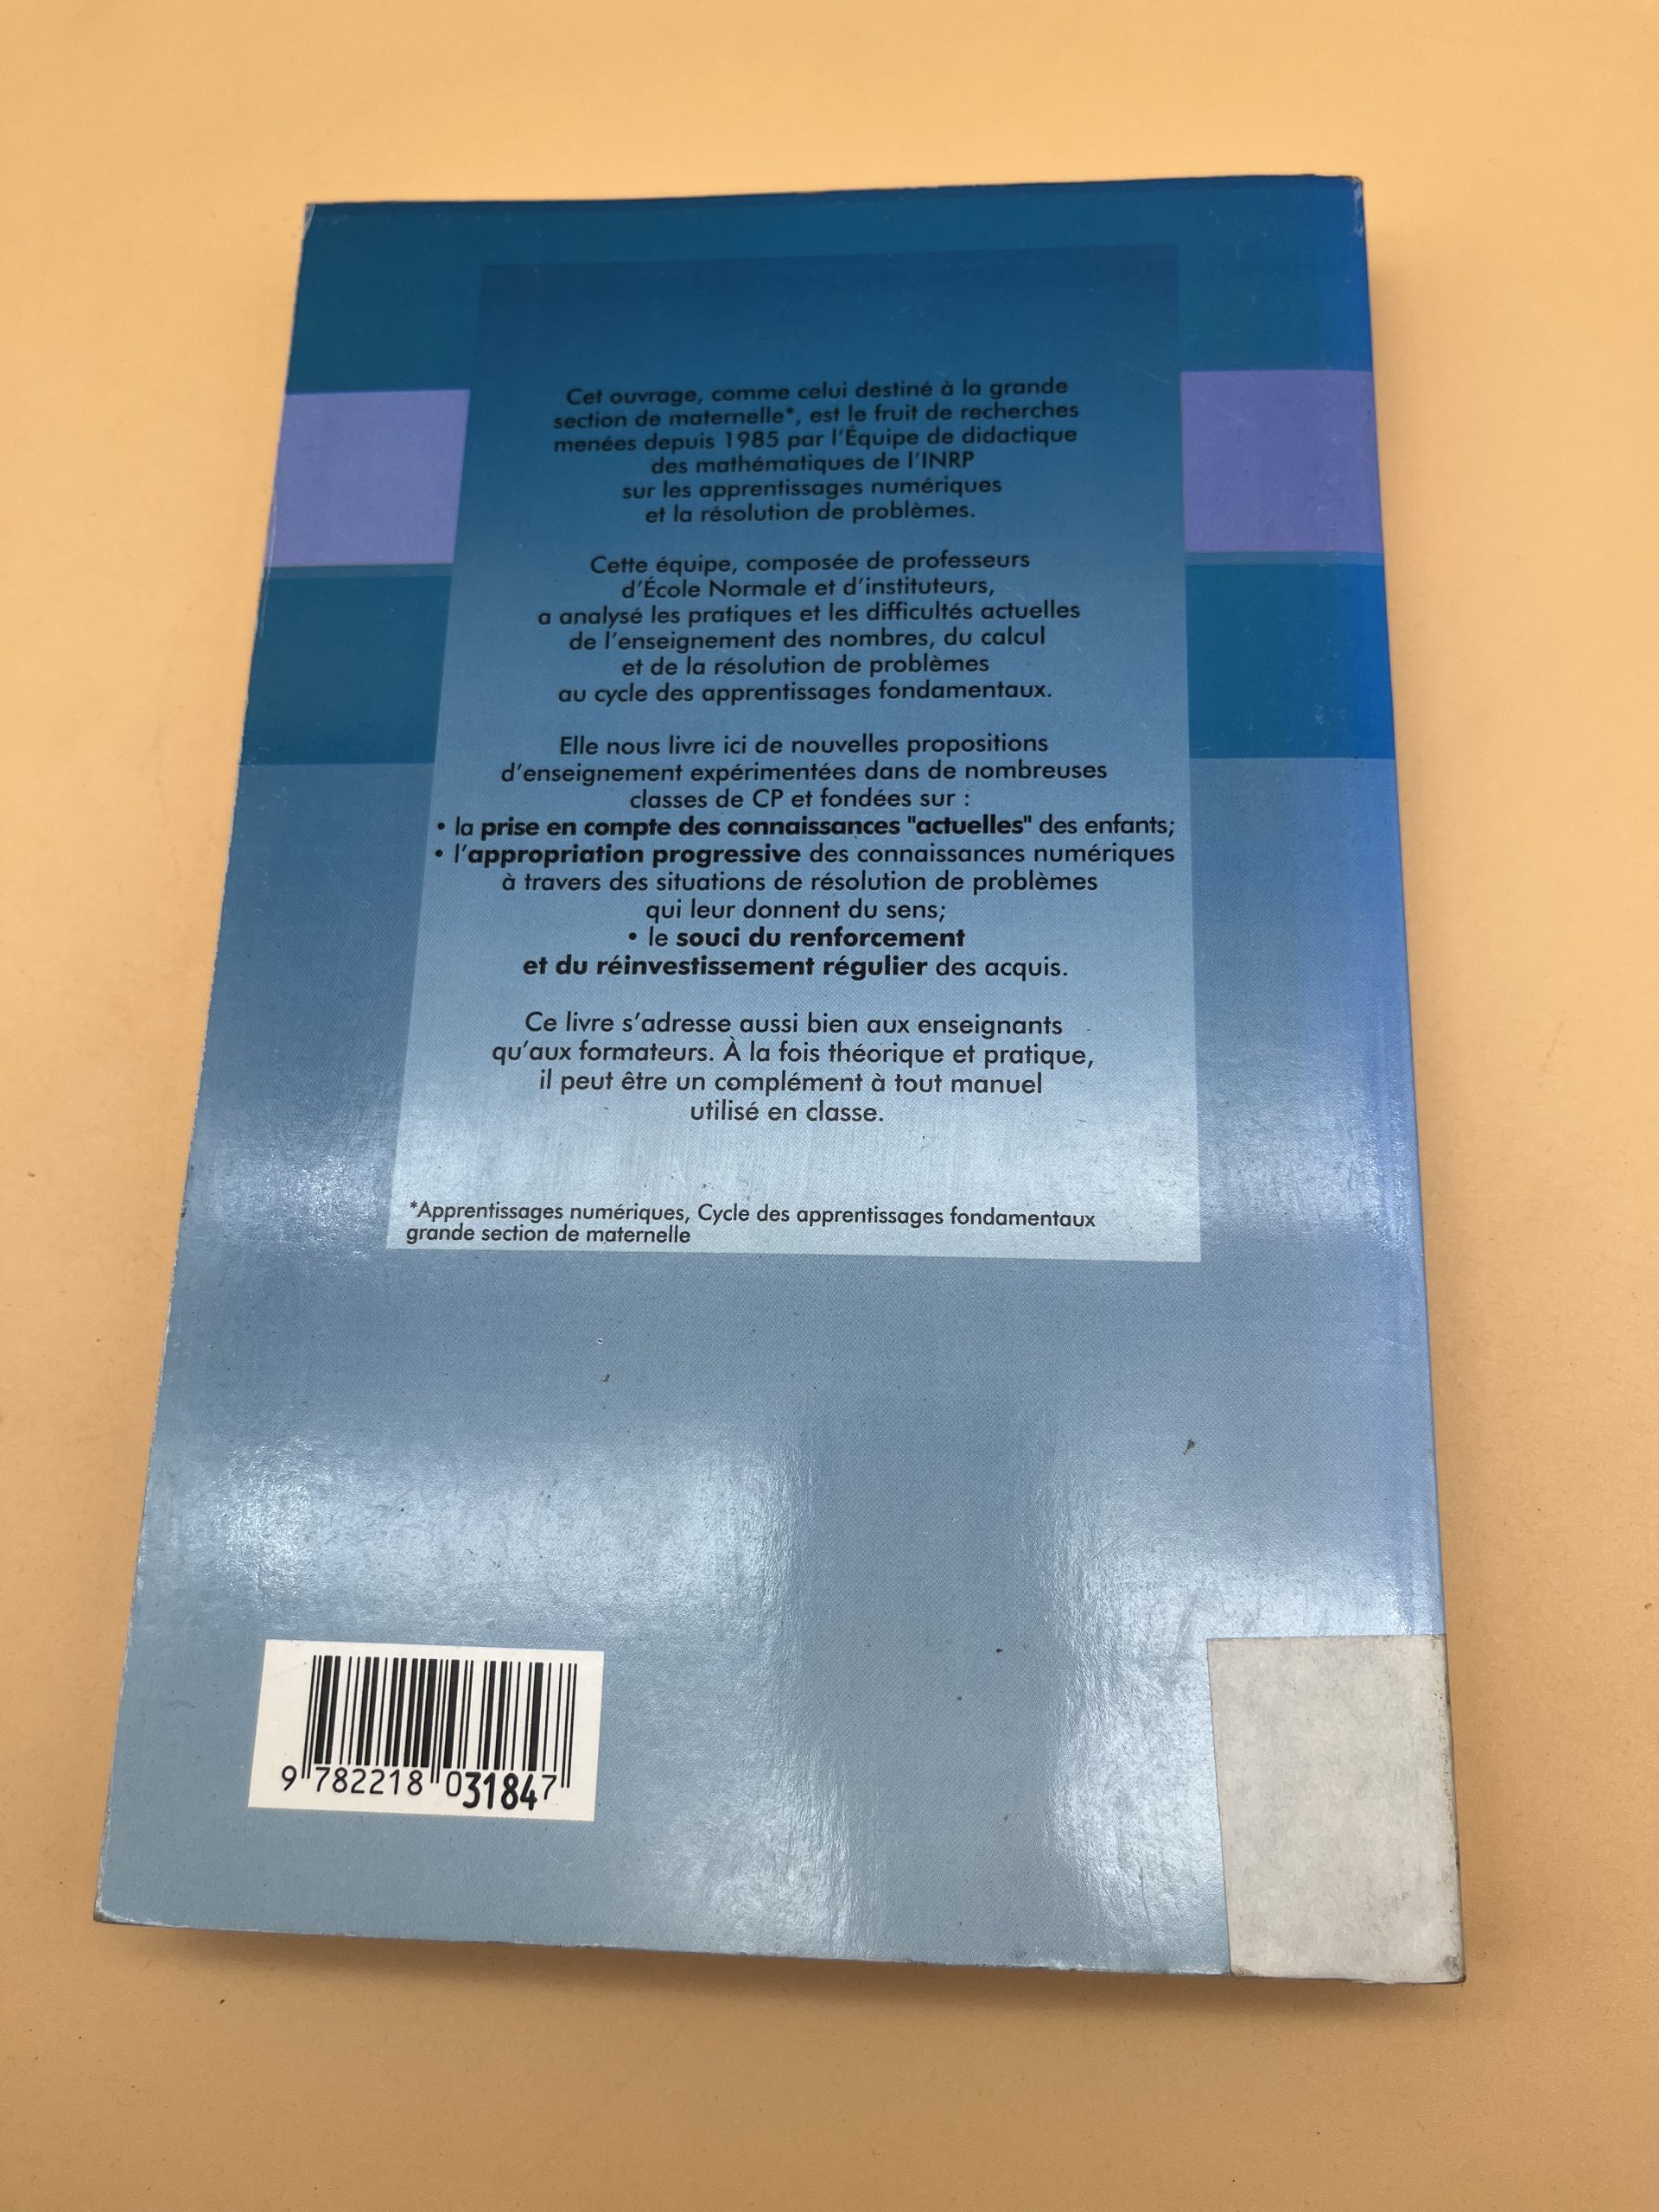 Cet ouvrage, comme celui destiné à la grande
section de maternelle*, est le fruit de recherches
menées depuis 1985 par l'Équipe de didactique
des mathématiques de l'INRP
sur les apprentissages numériques
et la résolution de problèmes.
Cette équipe, composée de professeurs
d'École Normale et d'instituteurs,
a analysé les pratiques et les difficultés actuelles
de l'enseignement des nombres, du calcul
et de la résolution de problèmes
au cycle des apprentissages fondamentaux.
Elle nous livre ici de nouvelles propositions
d'enseignement expérimentées dans de nombreuses
classes de CP et fondées sur :
• la prise en compte des connaissances "actuelles" des enfants;
• l'appropriation progressive des connaissances numériques
à travers des situations de résolution de problèmes
qui leur donnent du sens;
• le souci du renforcement
et du réinvestissement régulier des acquis.
Ce livre s'adresse aussi bien aux enseignants
qu'aux formateurs. À la fois théorique et pratique,
il peut être un complément à tout manuel
utilisé en classe.
*Apprentissages numériques, Cycle des apprentissages fondamentaux
grande section de maternelle
9 782218 031847